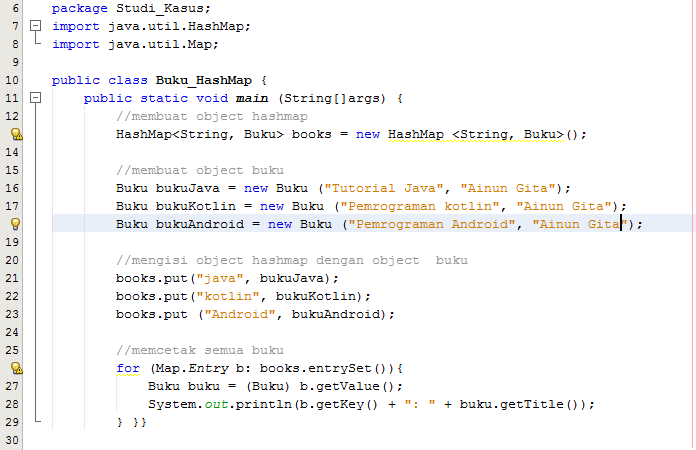 6 package Studi_Kasus;
7 import java.util.HashMap;
8 import java.util.Map;
9
10 public class Buku_HashMap {
11 public static void main (String[]args) {
12 //membuat object hashmap
HashMap<String, Buku> books = new HashMap <String, Buku>();
14
15 //membuat object buku
16 Buku bukuJava = new Buku ("Tutorial Java", "Ainun Gita");
17 Buku bukuKotlin = new Buku ("Pemrograman kotlin", "Ainun Gita");
Buku bukuAndroid = new Buku ("Pemrograman Android", "Ainun Gita");
19
20 //mengisi object hashmap dengan object  buku
21 books.put("java", bukuJava);
22 books.put("kotlin", bukuKotlin);
23 books.put ("Android", bukuAndroid);
24
25 //memcetak semua buku
for (Map.Entry b: books.entrySet()){
27 Buku buku = (Buku) b.getValue();
28 System.out.println(b.getKey() + ": " + buku.getTitle());
29 } }}
30